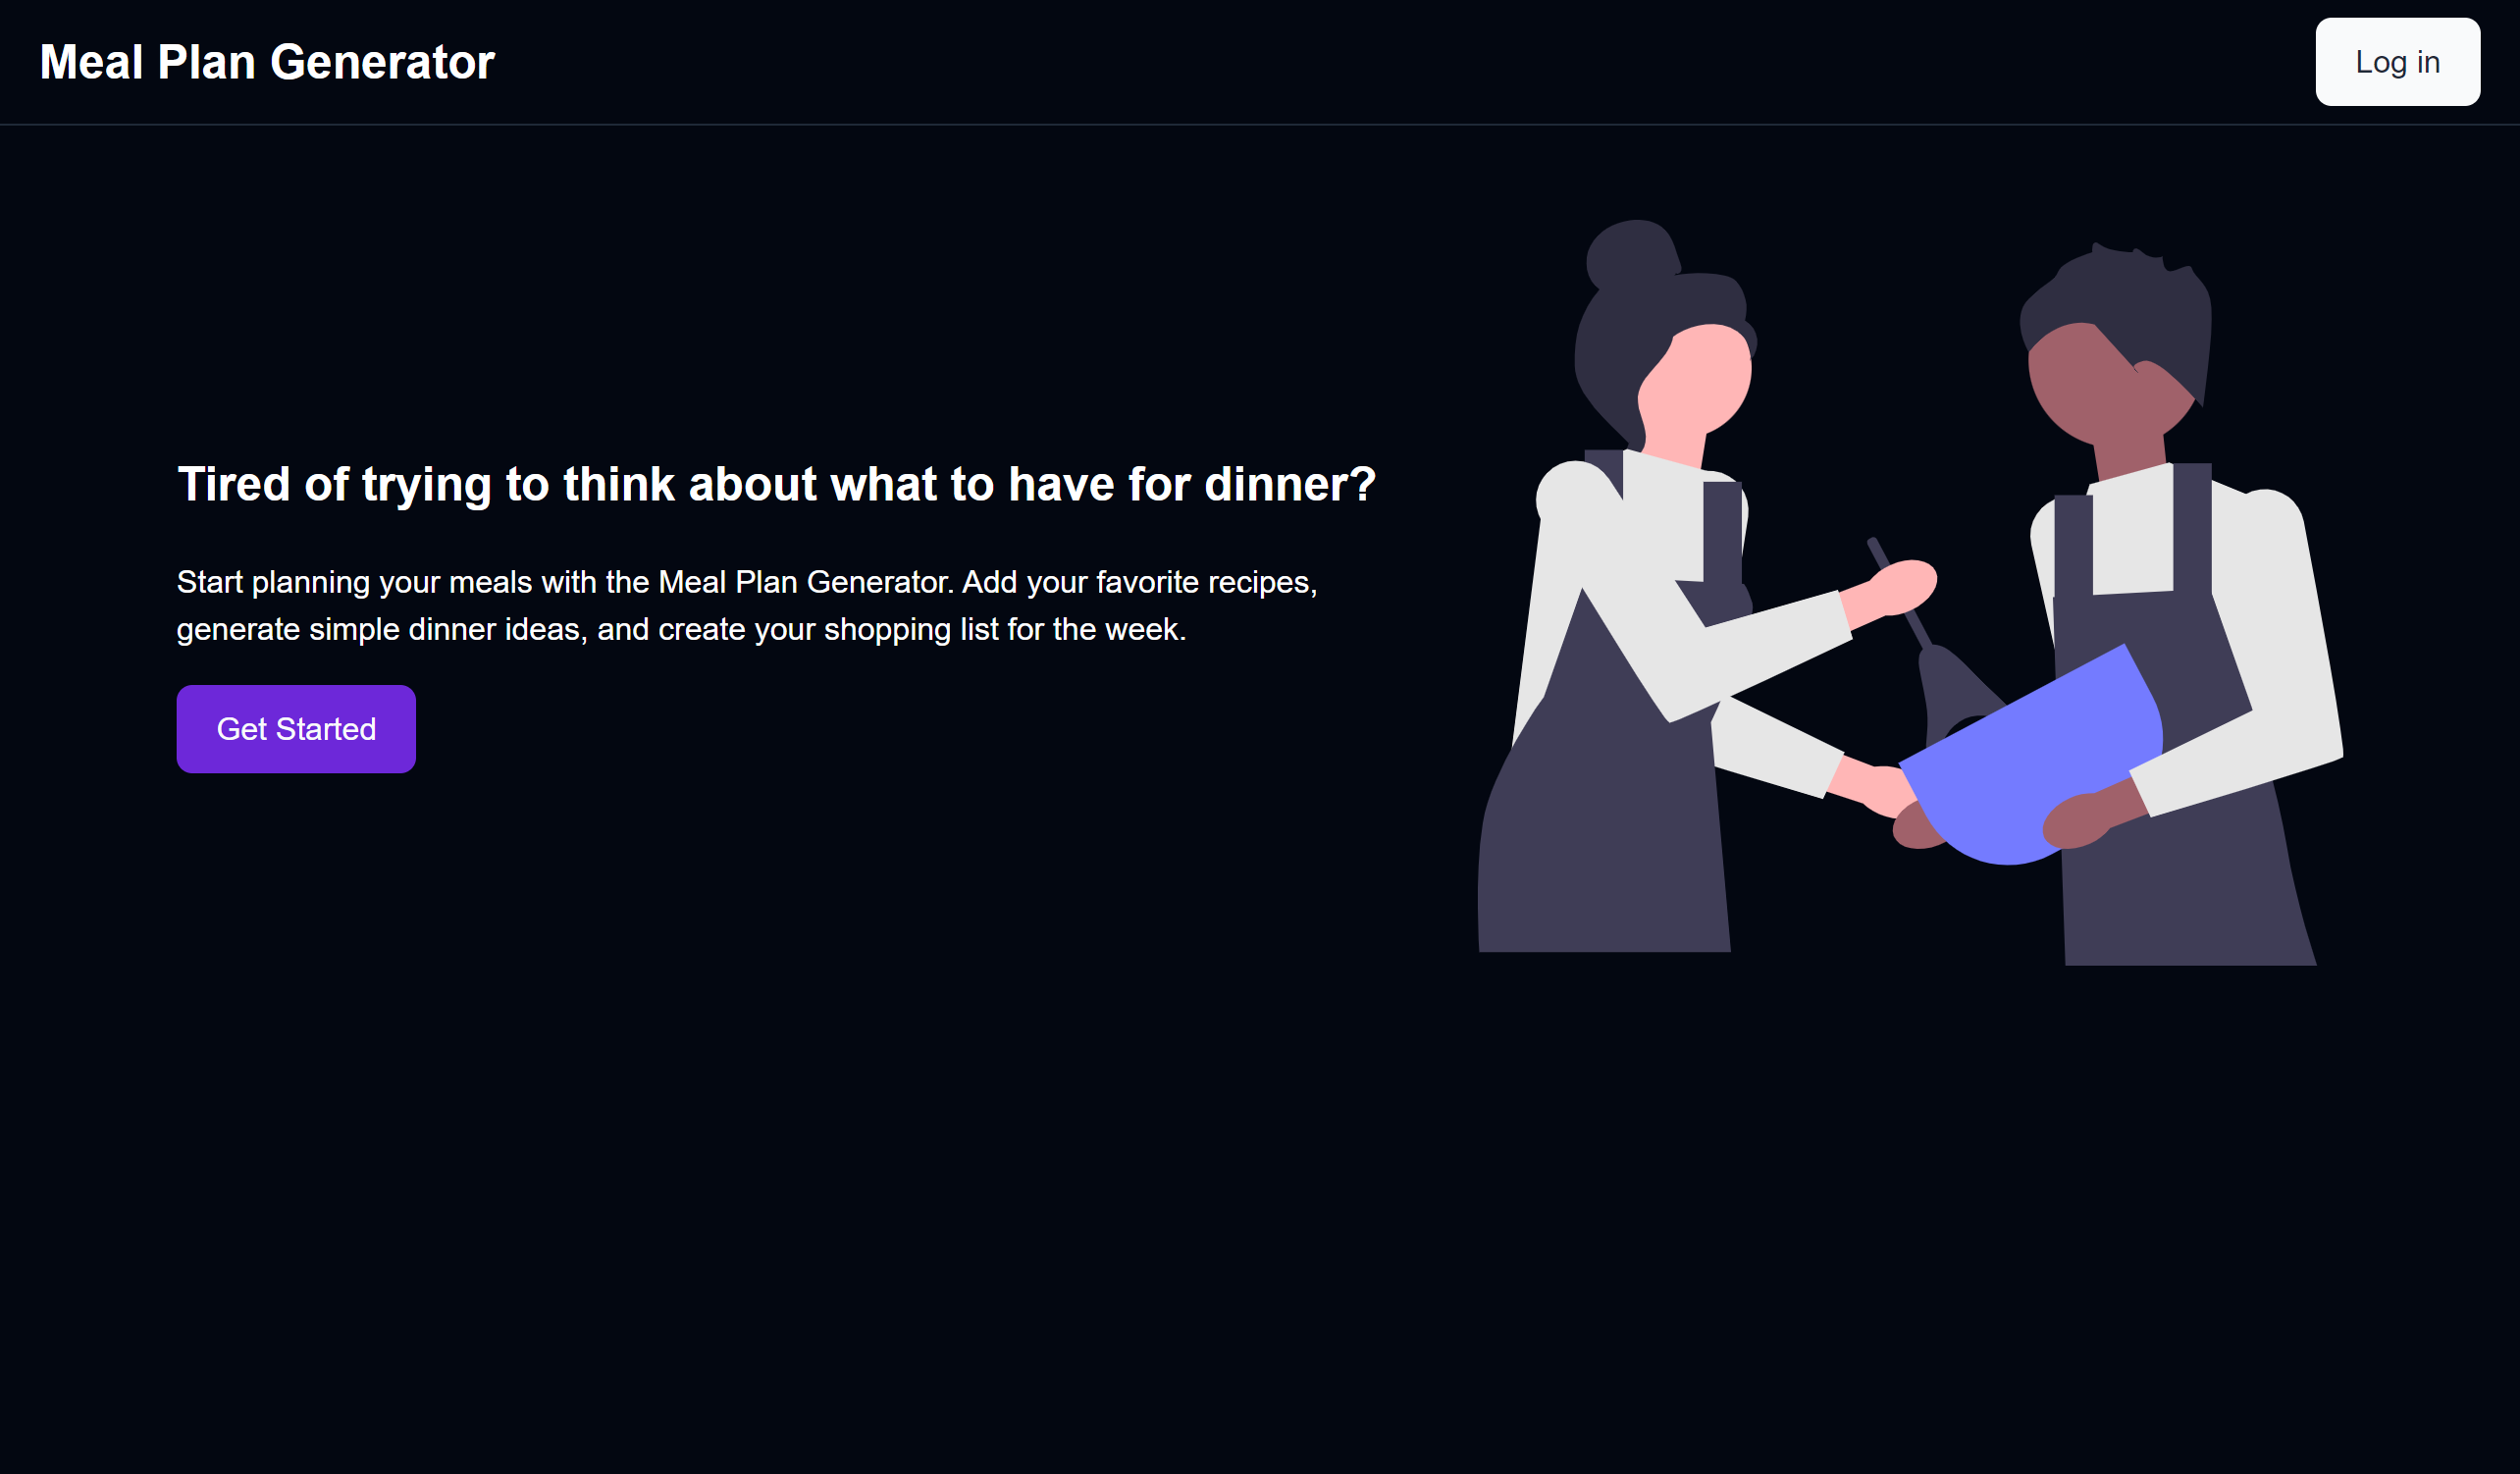 Meal Plan Generator
Log in
Tired of trying to think about what to have for dinner?
Start planning your meals with the Meal Plan Generator. Add your favorite recipes,
generate simple dinner ideas, and create your shopping list for the week.
Get Started